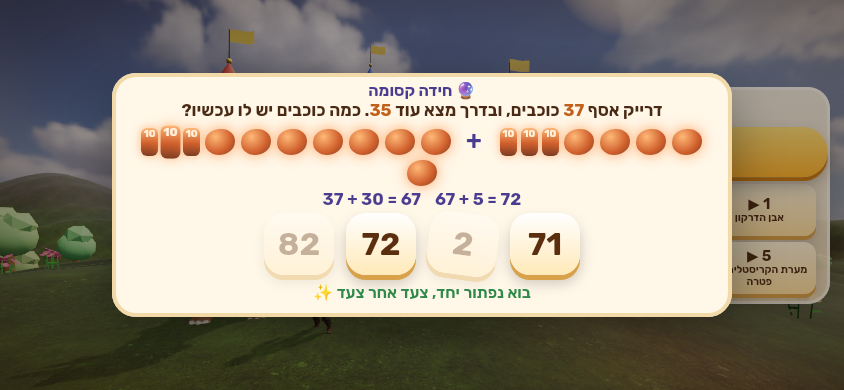 🔮 חידה קסומה
דרייק אסף 37 כוכבים, ובדרך מצא עוד 35. כמה כוכבים יש לו עכשיו?
10 10 10 + 10 10 10
37 + 30 = 67 67 + 5 = 72
82 72 2 71
בוא נפתור יחד, צעד אחר צעד ✨
▶ 1
אבן הדרקון
▶ 5
מערת הקריסטלי
פטרה